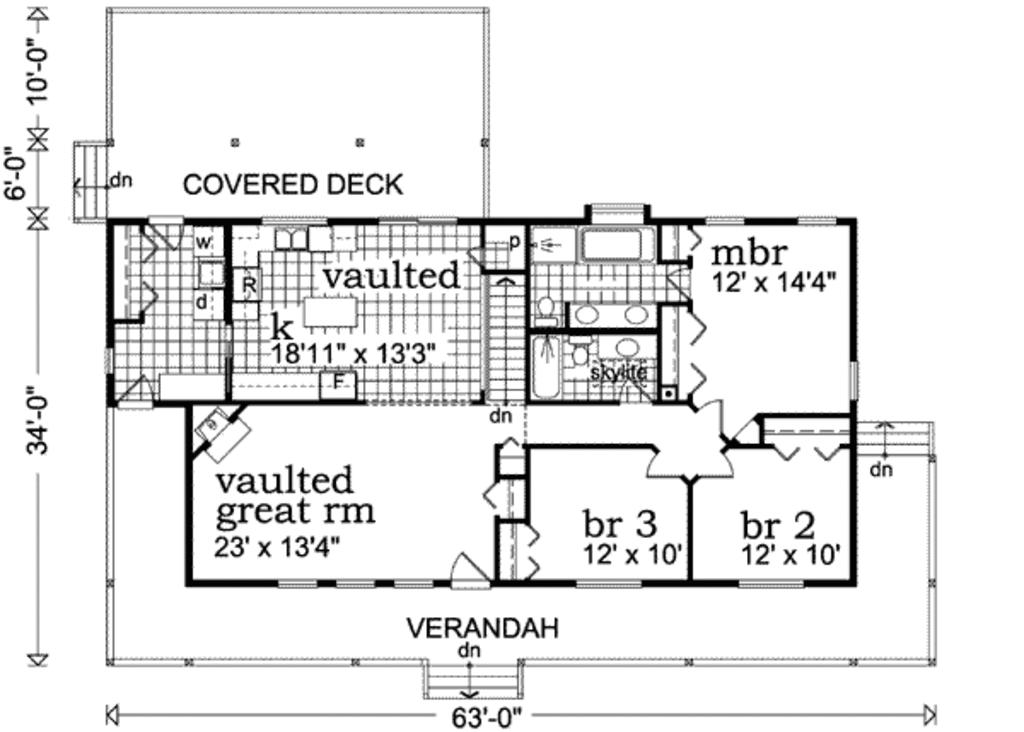 10'-0"
6'-0"
dn
COVERED DECK
w
d
R
vaulted
k
18'11" x 13'3"
F
p
mbr
12' x 14'4"
skylite
dn
34'-0"
vaulted
great rm
23' x 13'4"
br 3
12' x 10'
br 2
12' x 10'
dn
VERANDAH
dn
63'-0"